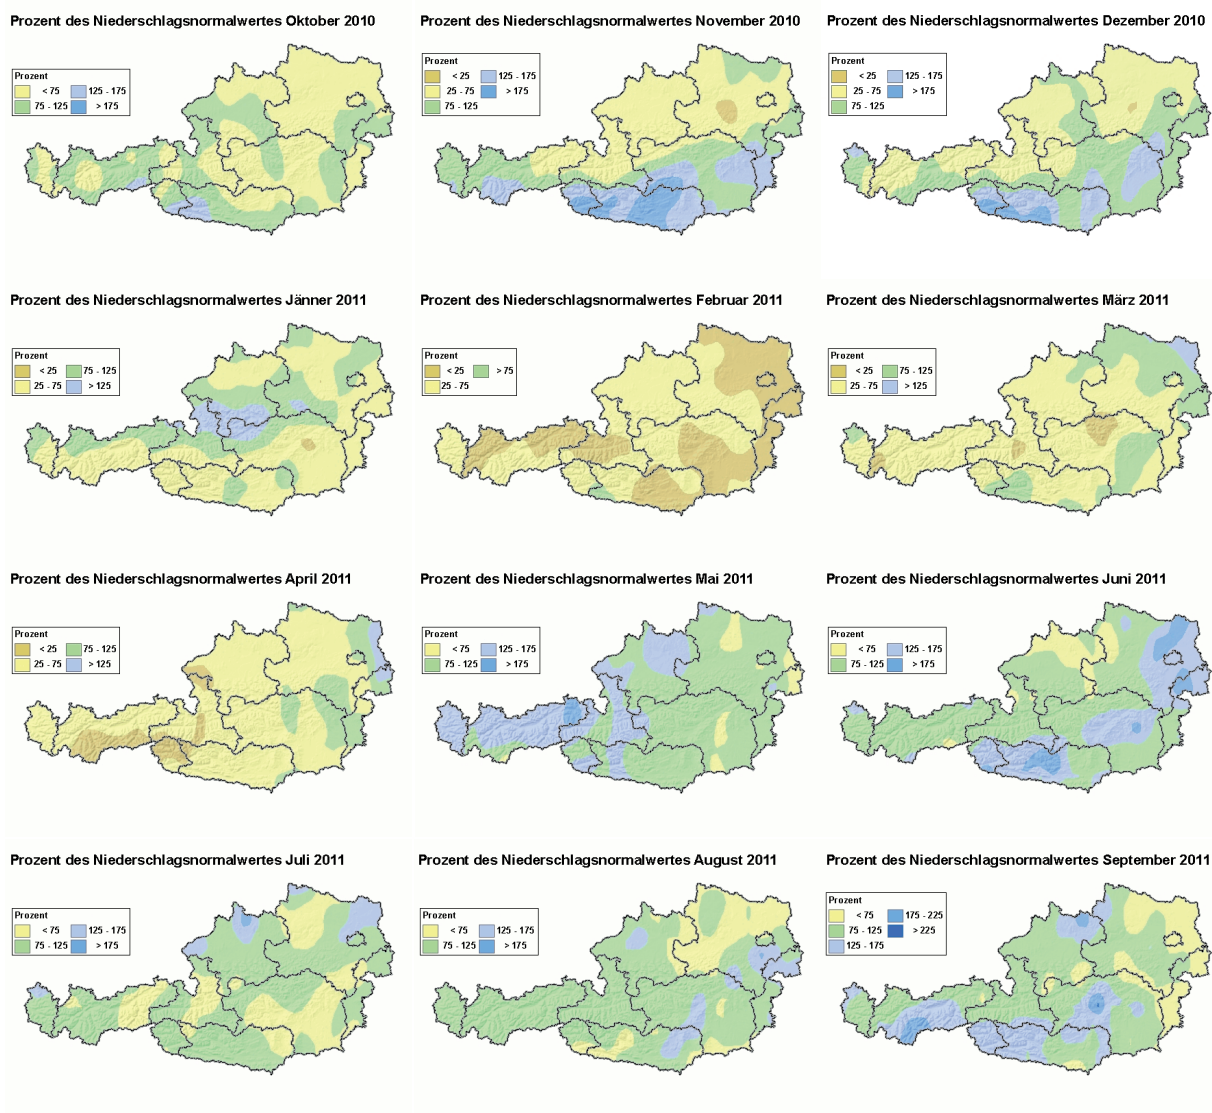 Prozent des Niederschlagsnormalwertes Oktober 2010
Prozent
< 75 125 - 175
75 - 125 > 175
Prozent des Niederschlagsnormalwertes November 2010
Prozent
< 25 125 - 175
25 - 75 > 175
75 - 125
Prozent des Niederschlagsnormalwertes Dezember 2010
Prozent
< 25 125 - 175
25 - 75 > 175
75 - 125
Prozent des Niederschlagsnormalwertes Jänner 2011
Prozent
< 25 75 - 125
25 - 75 > 125
Prozent des Niederschlagsnormalwertes Februar 2011
Prozent
< 25 > 75
25 - 75
Prozent des Niederschlagsnormalwertes März 2011
Prozent
< 25 75 - 125
25 - 75 > 125
Prozent des Niederschlagsnormalwertes April 2011
Prozent
< 25 75 - 125
25 - 75 > 125
Prozent des Niederschlagsnormalwertes Mai 2011
Prozent
< 75 125 - 175
75 - 125 > 175
Prozent des Niederschlagsnormalwertes Juni 2011
Prozent
< 75 125 - 175
75 - 125 > 175
Prozent des Niederschlagsnormalwertes Juli 2011
Prozent
< 75 125 - 175
75 - 125 > 175
Prozent des Niederschlagsnormalwertes August 2011
Prozent
< 75 125 - 175
75 - 125 > 175
Prozent des Niederschlagsnormalwertes September 2011
Prozent
< 75 175 - 225
75 - 125 > 225
125 - 175